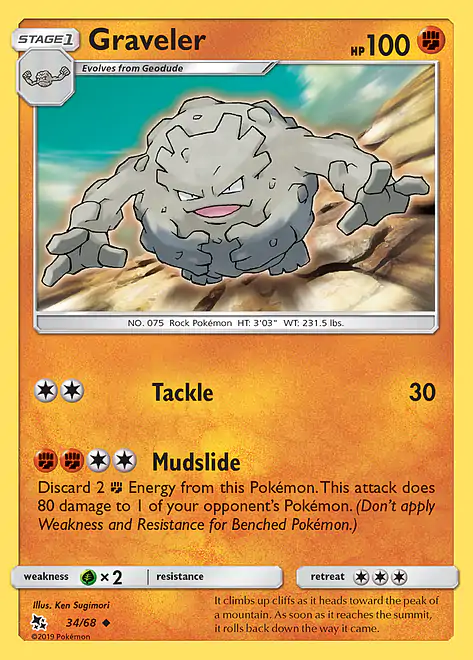 STAGE 1
Graveler
HP 100
Evolves from Geodude
NO. 075 Rock Pokémon HT: 3'03" WT: 231.5 lbs.
Tackle 30
Mudslide
Discard 2 Energy from this Pokémon. This attack does
80 damage to 1 of your opponent's Pokémon. (Don't apply
Weakness and Resistance for Benched Pokémon.)
weakness × 2 resistance retreat
Illus. Ken Sugimori
34/68
©2019 Pokémon
It climbs up cliffs as it heads toward the peak of
a mountain. As soon as it reaches the summit,
it rolls back down the way it came.